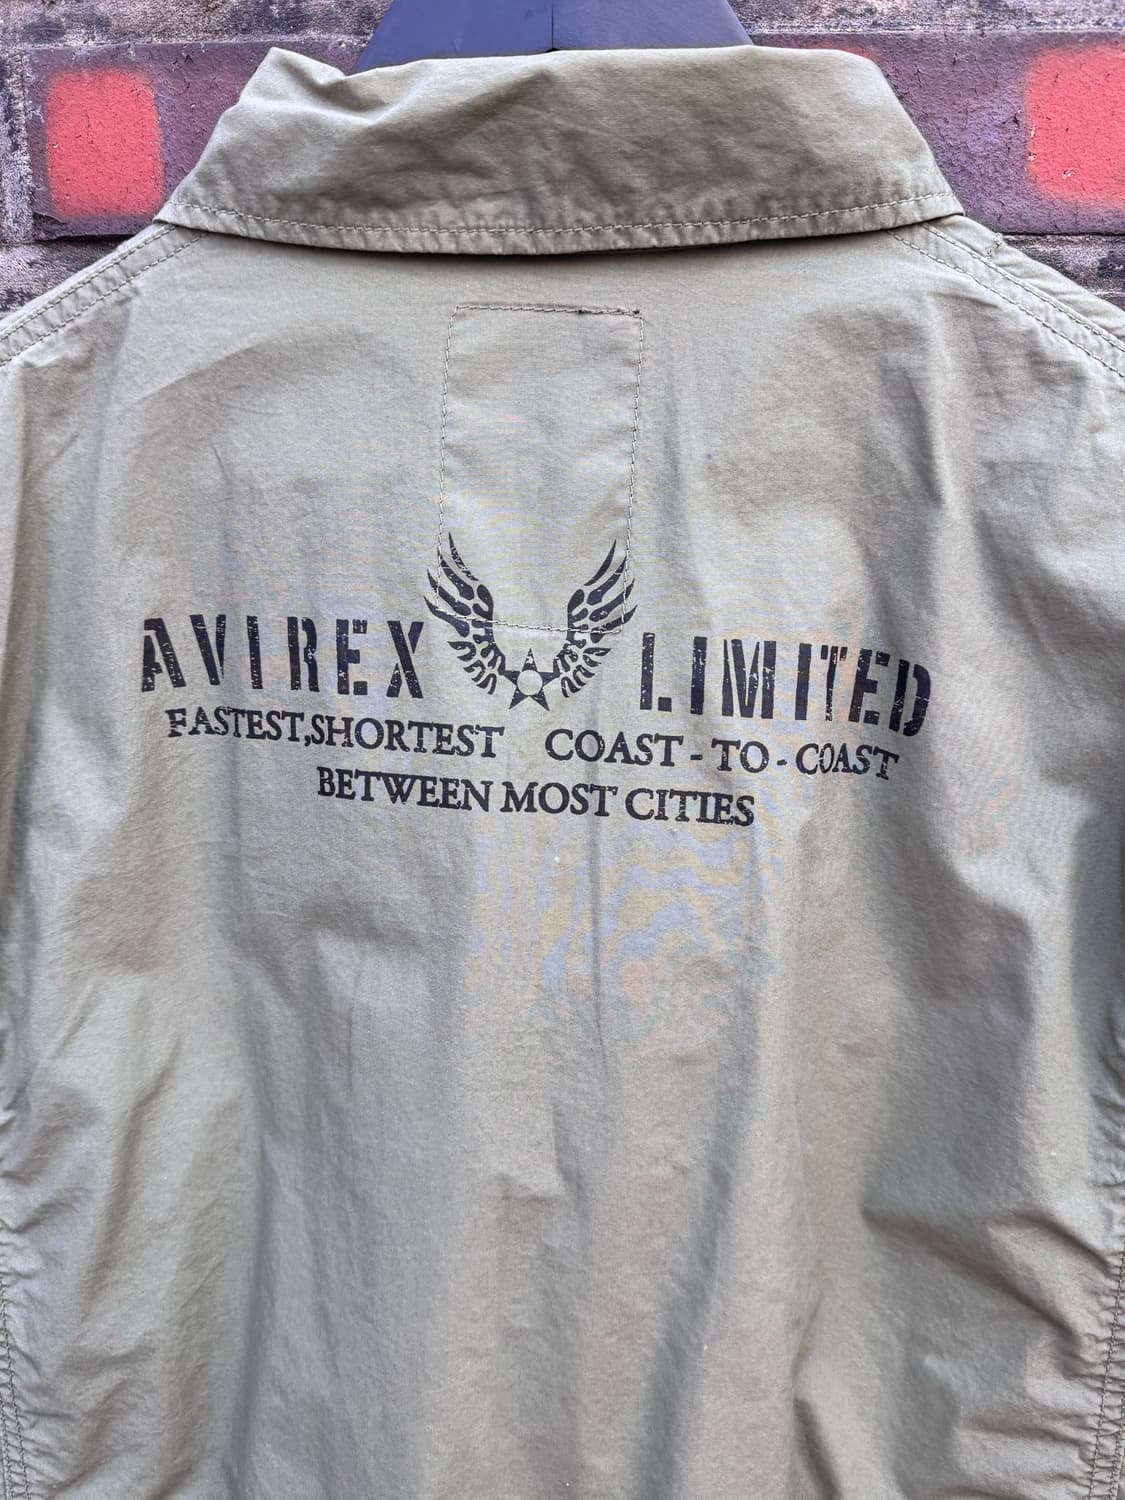 AVIREX LIMITED
FASTEST,SHORTEST COAST-TO-COAST
BETWEEN MOST CITIES